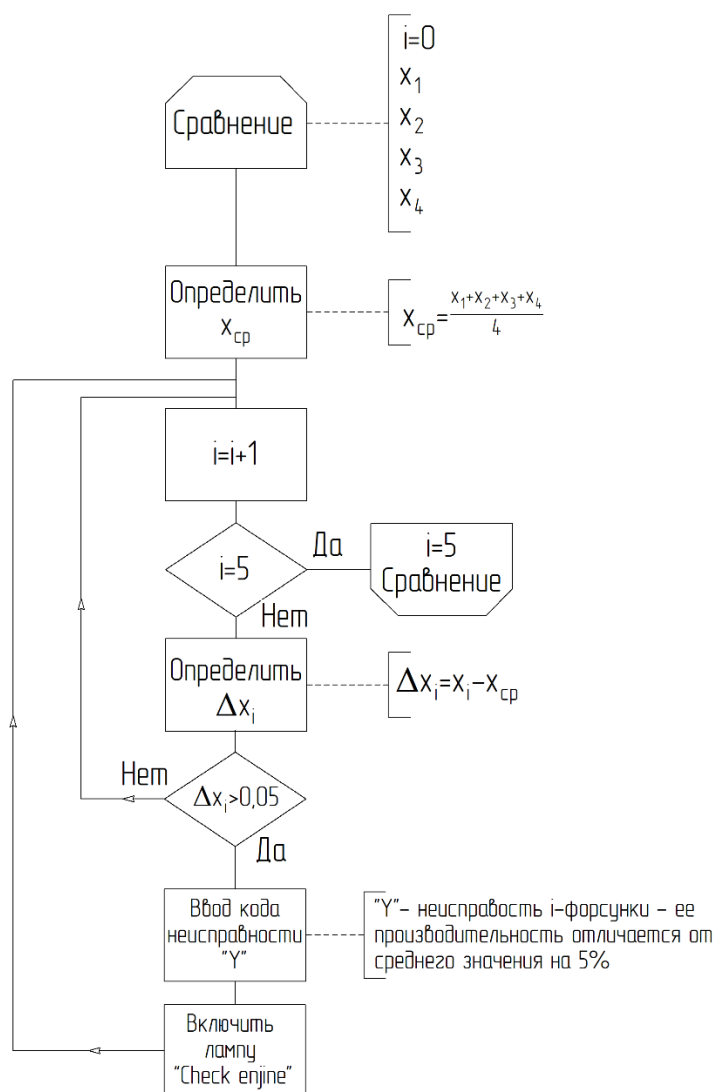 Сравнение
i=0
x₁
x₂
x₃
x₄
Определить
xср
xср=x₁+x₂+x₃+x₄/4
i=i+1
i=5
Да
i=5
Сравнение
Нет
Определить
Δxᵢ
Δxᵢ=xᵢ-xср
Нет
Δxᵢ>0,05
Да
Ввод кода
неисправности
"Y"
"Y"- неисправость i-форсунки - ее
производительность отличается от
среднего значения на 5%
Включить
лампу
"Check enjine"